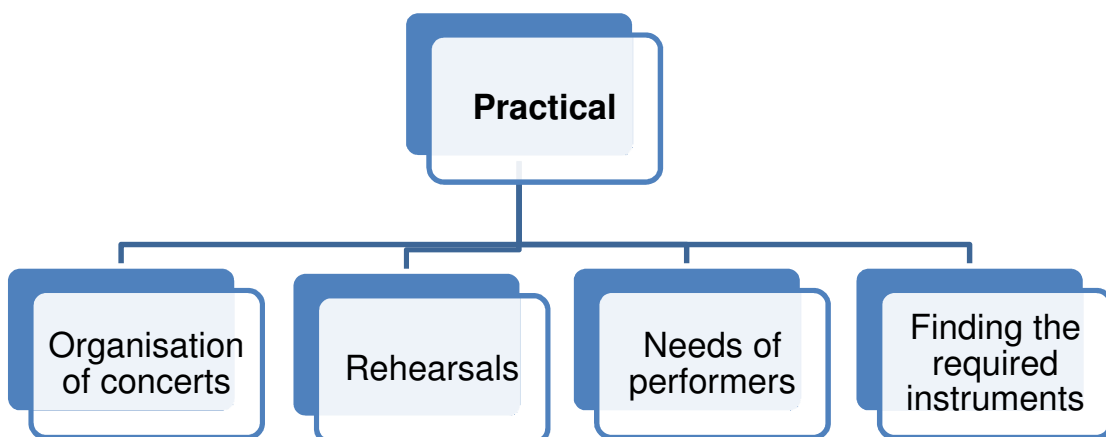 Practical
Organisation
of concerts
Rehearsals
Needs of
performers
Finding the
required
instruments